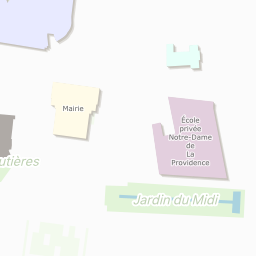 Mairie
École
privée
Notre-Dame
de
La
Providence
utières
Jardin du Midi